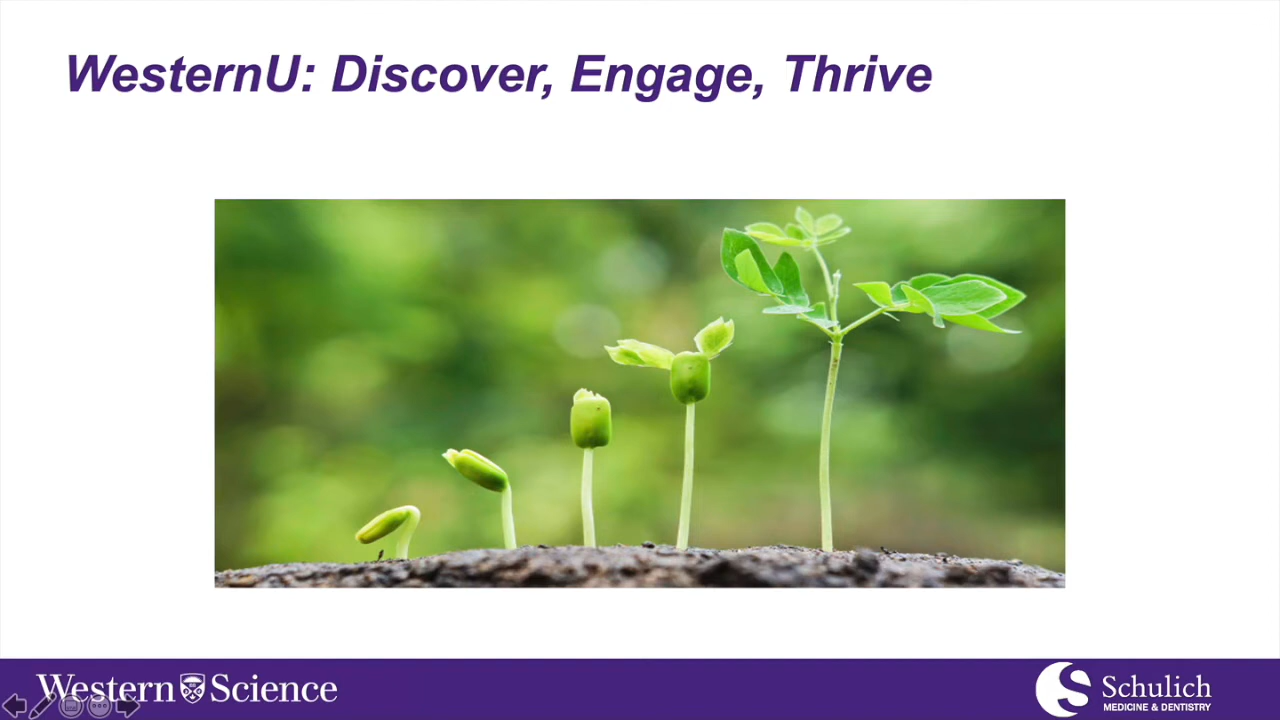 WesternU: Discover, Engage, Thrive
Western Science
Schulich
MEDICINE & DENTISTRY